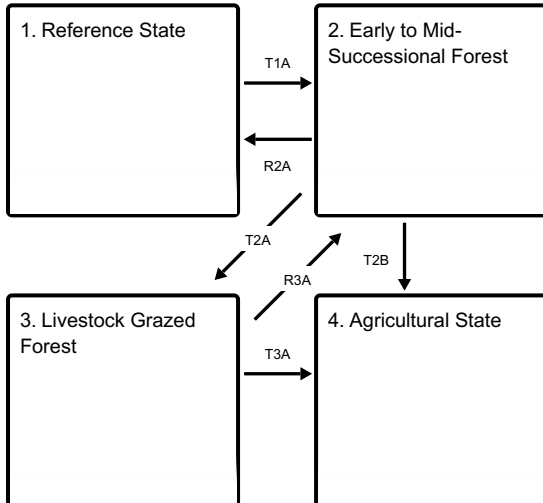 1. Reference State
2. Early to Mid-
Successional Forest
T1A
R2A
T2A
R3A
T2B
3. Livestock Grazed
Forest
4. Agricultural State
T3A